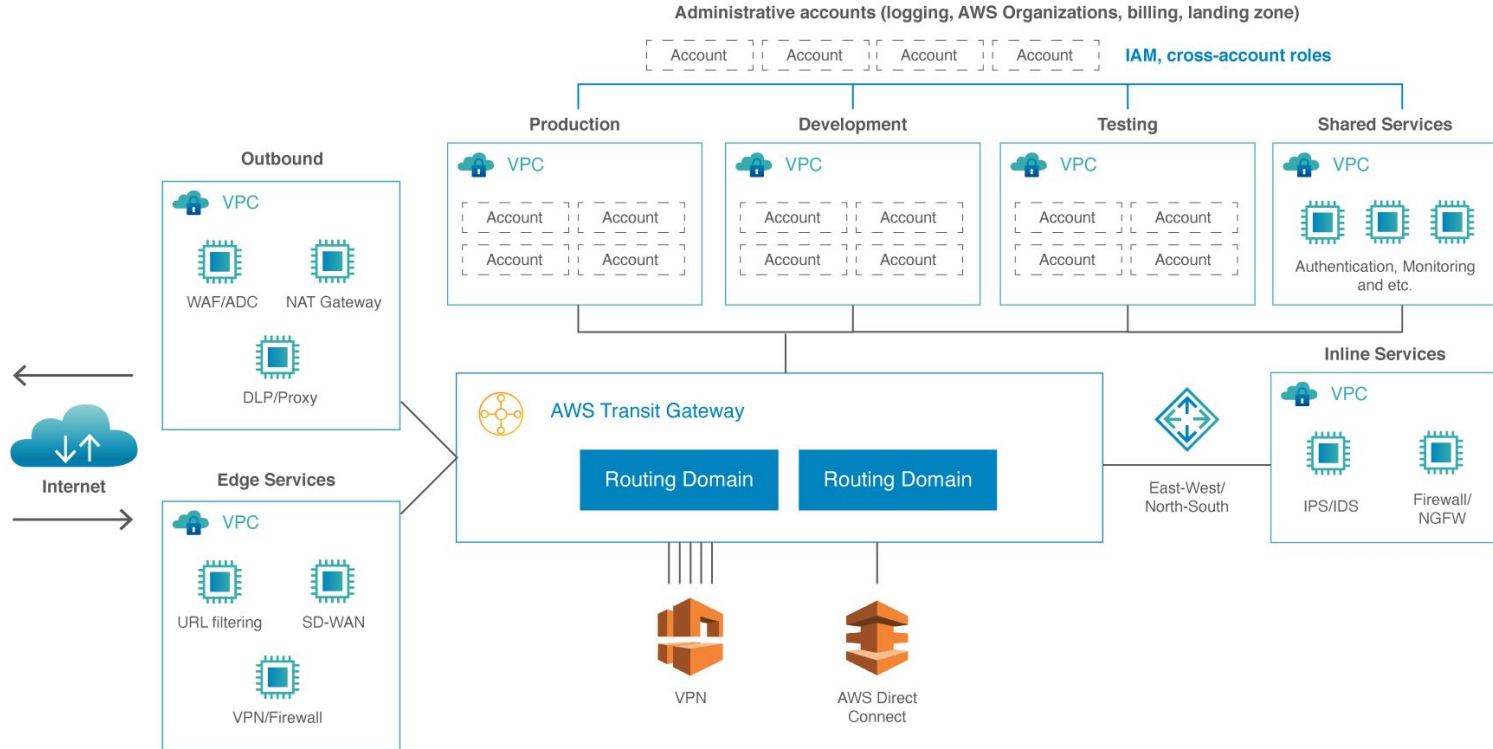 Administrative accounts (logging, AWS Organizations, billing, landing zone)
Account Account Account Account IAM, cross-account roles
Production
VPC
Account Account
Account Account
Development
VPC
Account Account
Account Account
Testing
VPC
Account Account
Account Account
Shared Services
VPC
Authentication, Monitoring
and etc.
Outbound
VPC
WAF/ADC
NAT Gateway
DLP/Proxy
Internet
Edge Services
VPC
URL filtering
SD-WAN
VPN/Firewall
AWS Transit Gateway
Routing Domain
Routing Domain
East-West/
North-South
Inline Services
VPC
IPS/IDS
Firewall/
NGFW
VPN
AWS Direct
Connect